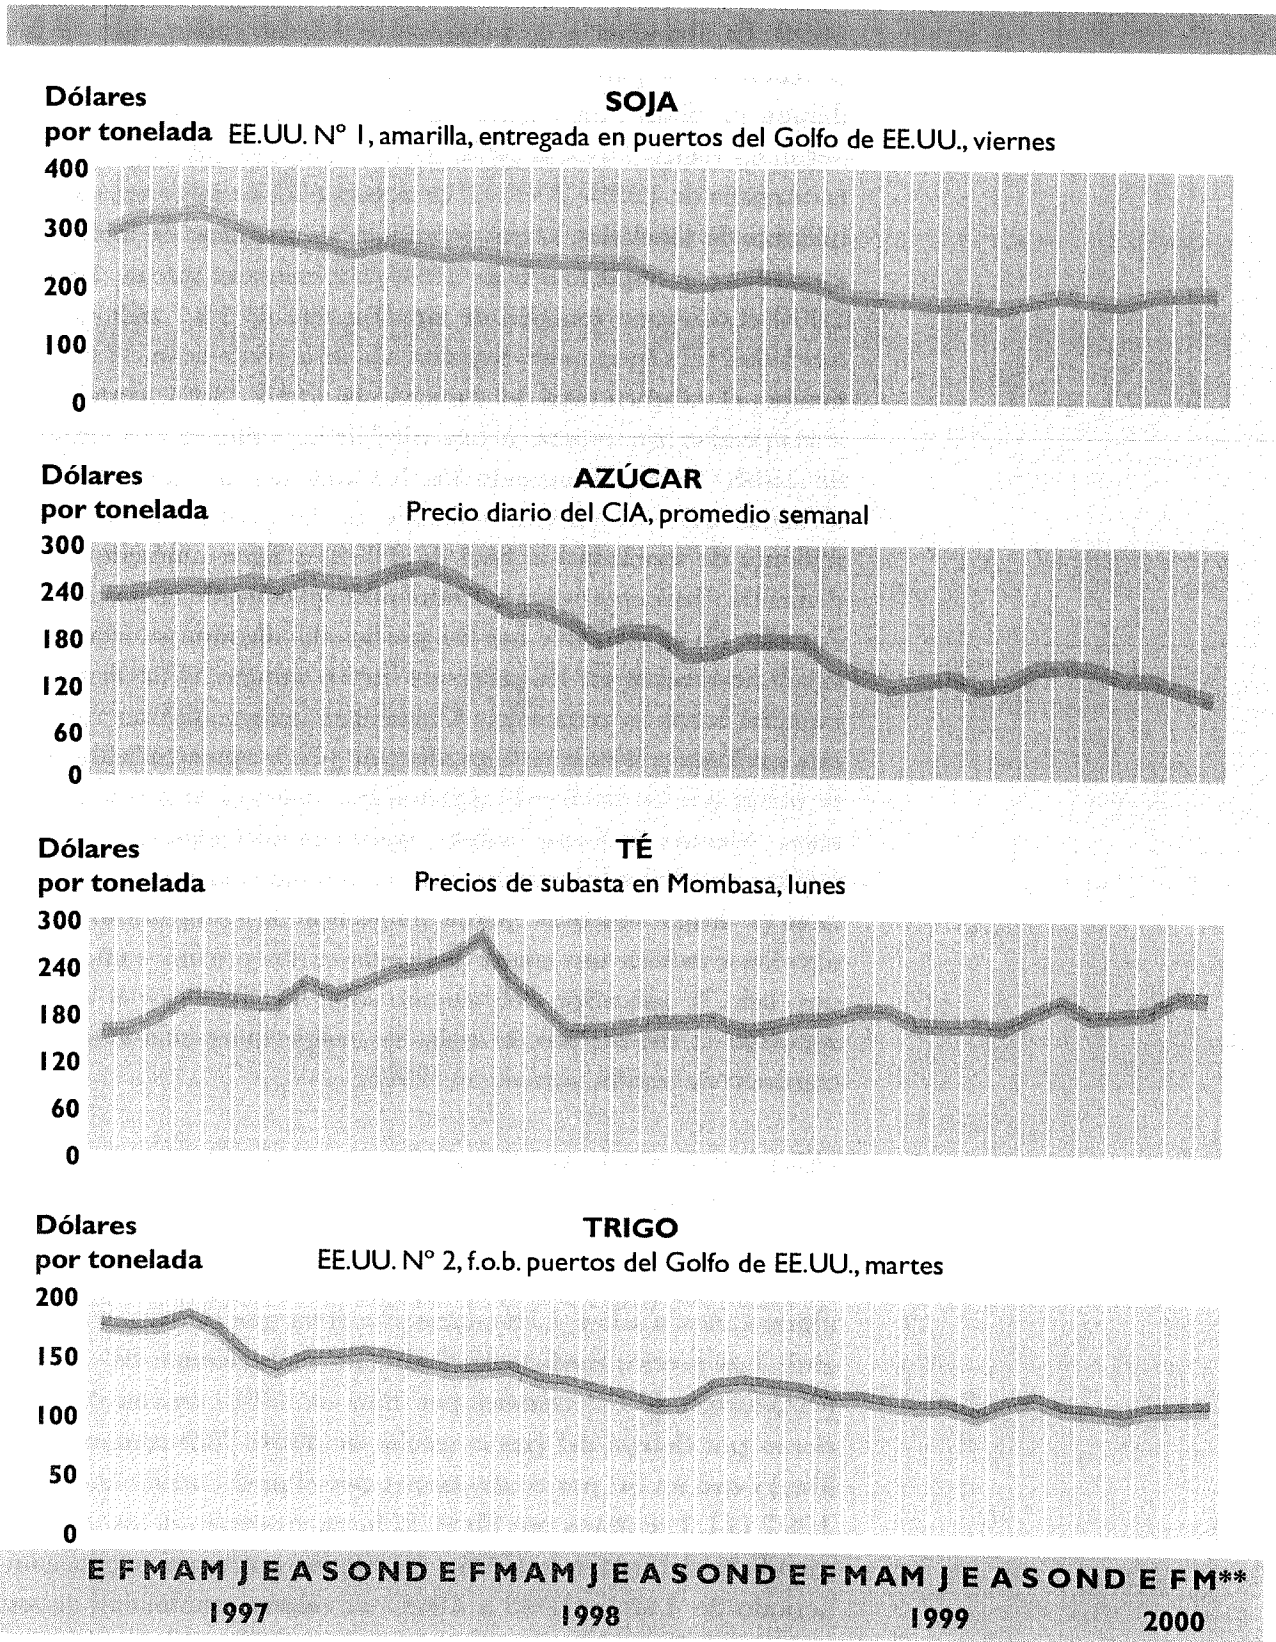 SOJA
Dólares
por tonelada EE.UU. Nº 1, amarilla, entregada en puertos del Golfo de EE.UU., viernes
400
300
200
100
0
AZÚCAR
Dólares
por tonelada Precio diario del CIA, promedio semanal
300
240
180
120
60
0
TÉ
Dólares
por tonelada Precios de subasta en Mombasa, lunes
300
240
180
120
60
0
TRIGO
Dólares
por tonelada EE.UU. Nº 2, f.o.b. puertos del Golfo de EE.UU., martes
200
150
100
50
0
E F M A M J E A S O N D E F M A M J E A S O N D E F M A M J E A S O N D E F M**
1997 1998 1999 2000